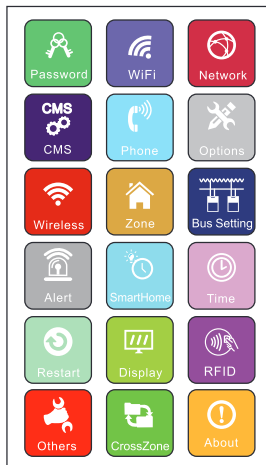 Password
WiFi
Network
CMS
CMS
Phone
Options
Wireless
Zone
Bus Setting
Alert
SmartHome
Time
Restart
Display
RFID
Others
CrossZone
About